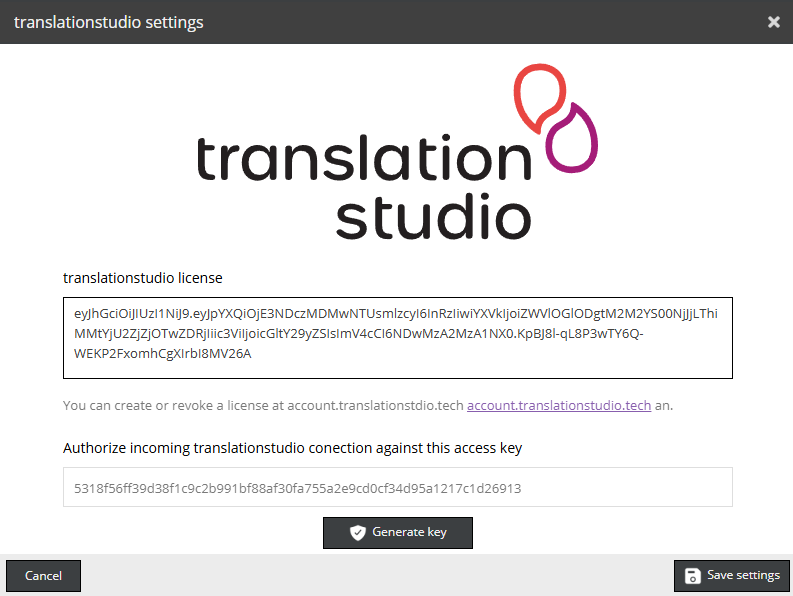 translationstudio settings
translation
studio
translationstudio license
eyJhGciOiJIUzI1NiJ9.eyJpYXQiOjE3NDczMDMwNTUsmlzcyI6InRzIiwiYXVkIjoiZWVlOGlODgtM2M2YS00NjJjLThi
MMtYjU2ZjZjOTwZDRjIiic3ViIjoicGltY29yZSIsImV4cCI6NDwMzA2MzA1NX0.KpBJ8l-qL8P3wTY6Q-
WEKP2FxomhCgXIrbI8MV26A
You can create or revoke a license at account.translationstdio.tech account.translationstudio.tech an.
Authorize incoming translationstudio conection against this access key
5318f56ff39d38f1c9c2b991bf88af30fa755a2e9cd0cf34d95a1217c1d26913
Generate key
Cancel
Save settings